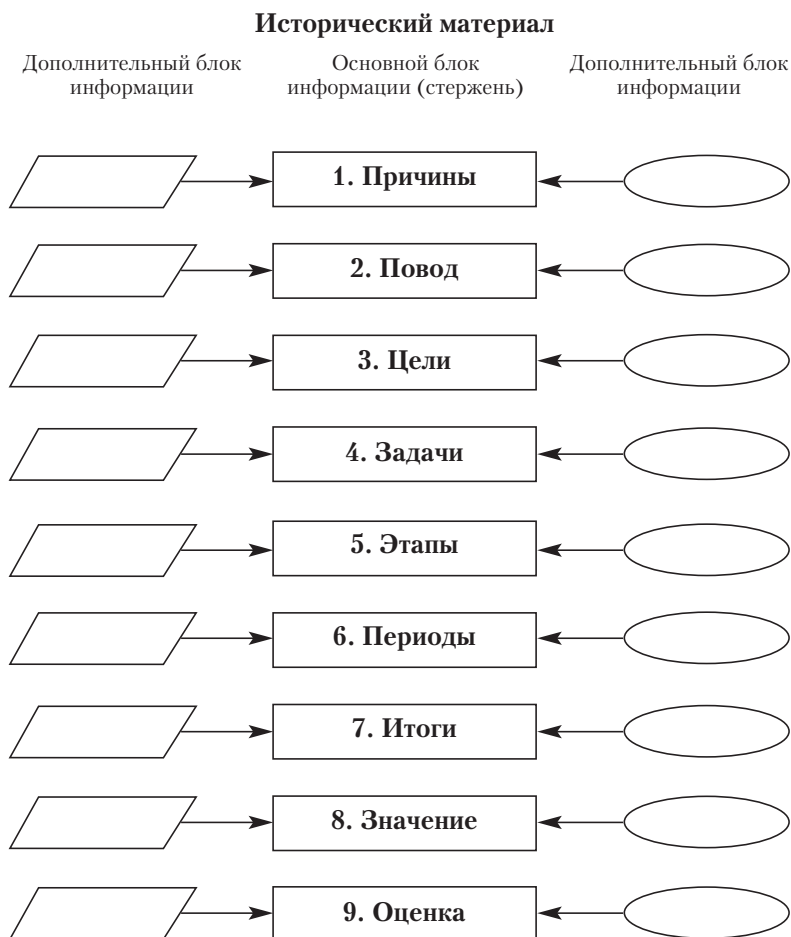 Исторический материал
Дополнительный блок
информации
Основной блок
информации (стержень)
Дополнительный блок
информации
1. Причины
2. Повод
3. Цели
4. Задачи
5. Этапы
6. Периоды
7. Итоги
8. Значение
9. Оценка